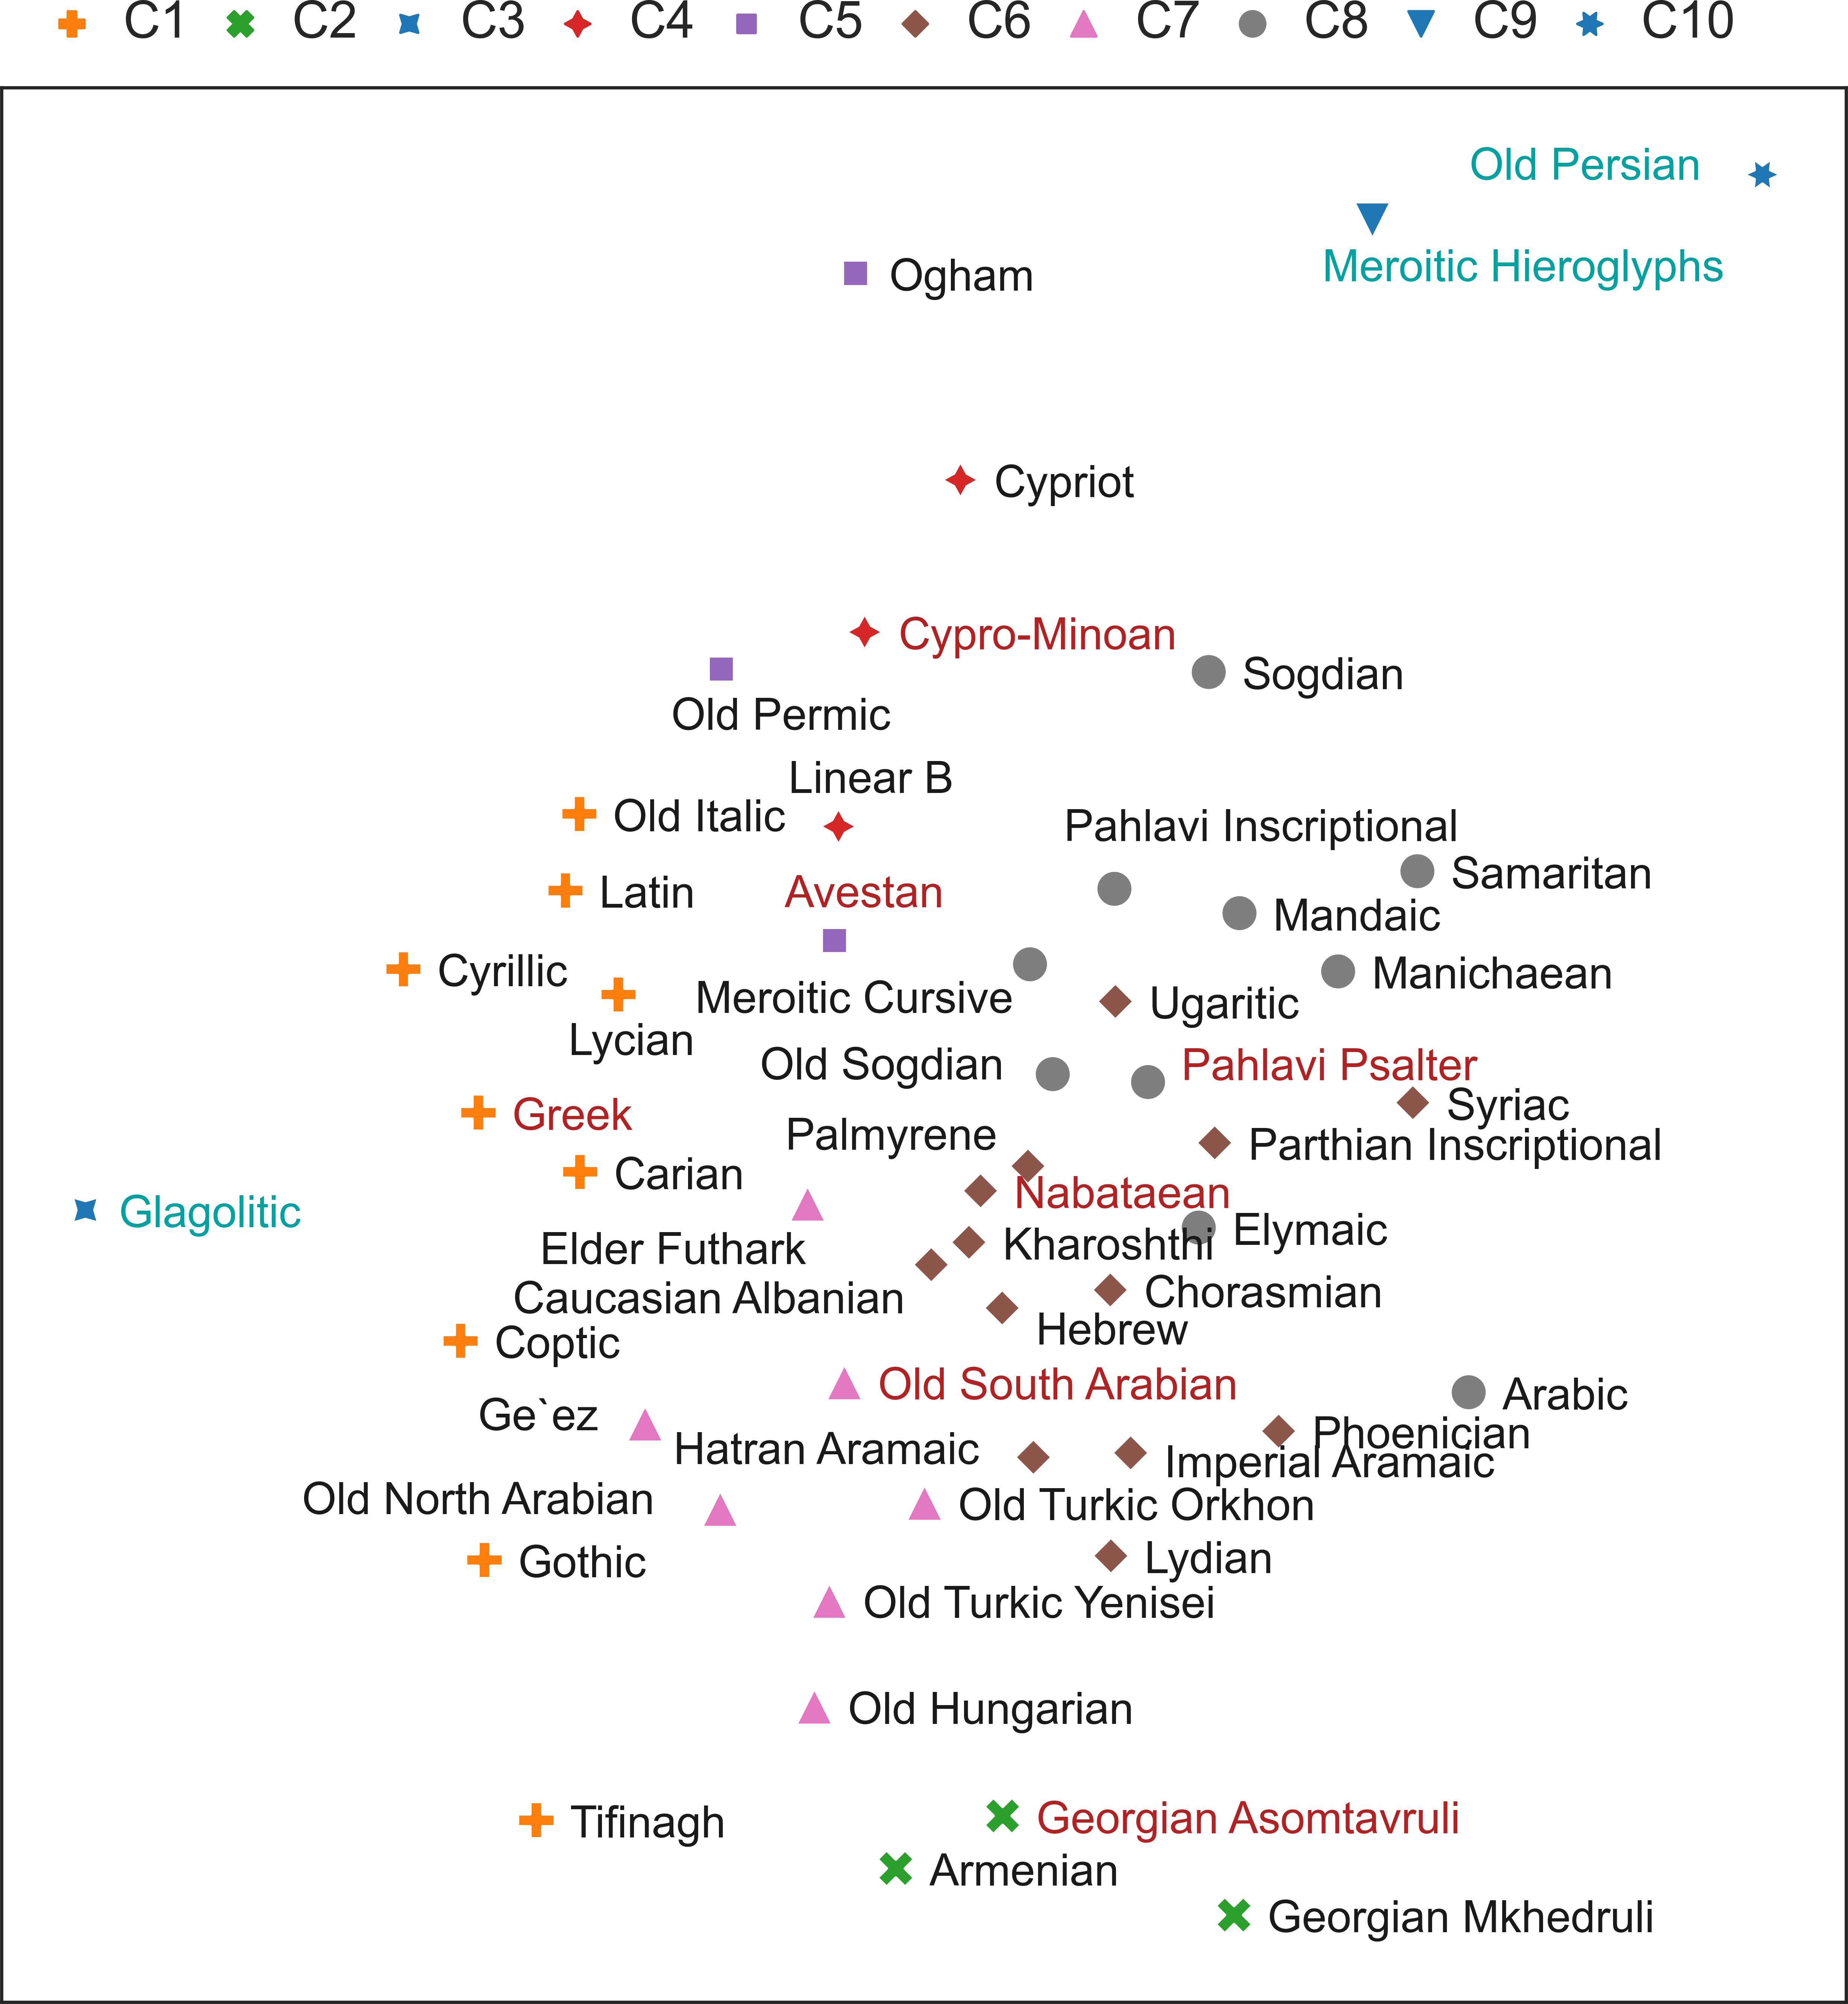 C1 C2 C3 C4 C5 C6 C7 C8 C9 C10
Old Persian
Meroitic Hieroglyphs
Ogham
Cypriot
Cypro-Minoan
Sogdian
Old Permic
Linear B
Old Italic
Pahlavi Inscriptional
Samaritan
Latin
Avestan
Mandaic
Cyrillic
Manichaean
Meroitic Cursive
Ugaritic
Lycian
Old Sogdian
Pahlavi Psalter
Syriac
Greek
Palmyrene
Parthian Inscriptional
Carian
Nabataean
Glagolitic
Elymaic
Kharoshthi
Elder Futhark
Chorasmian
Caucasian Albanian
Hebrew
Coptic
Old South Arabian
Arabic
Ge`ez
Phoenician
Hatran Aramaic
Imperial Aramaic
Old North Arabian
Old Turkic Orkhon
Lydian
Gothic
Old Turkic Yenisei
Old Hungarian
Georgian Asomtavruli
Tifinagh
Armenian
Georgian Mkhedruli